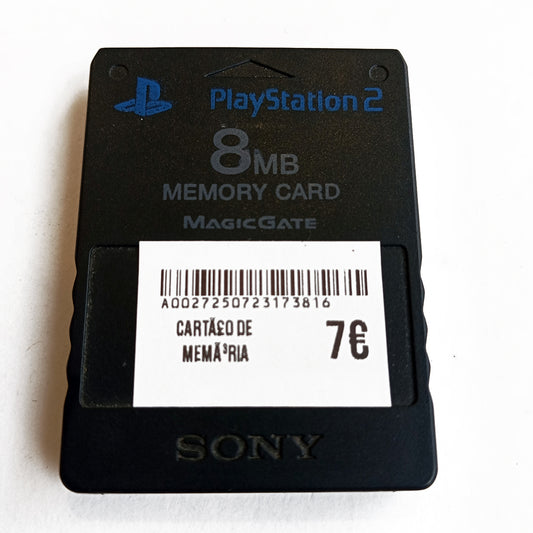 PlayStation 2
8MB
MEMORY CARD
MAGICGATE
A0027250723173816
CARTÃ£O DE
MEMÃ³RIA
7€
SONY